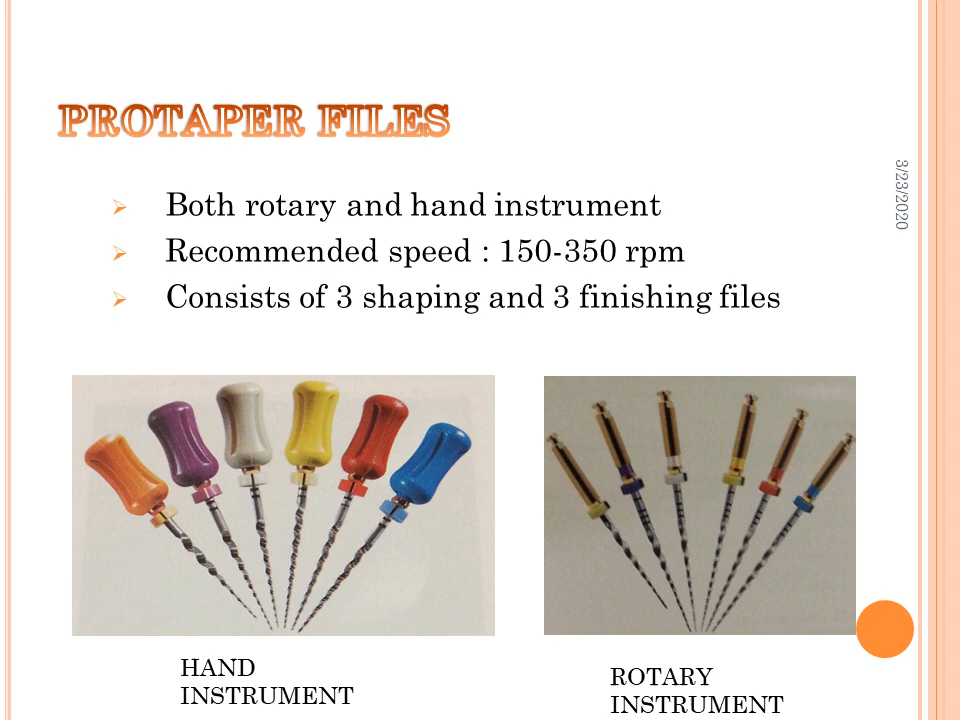 PROTAPER FILES
3/23/2020
Both rotary and hand instrument
Recommended speed : 150-350 rpm
Consists of 3 shaping and 3 finishing files
HAND
INSTRUMENT
ROTARY
INSTRUMENT